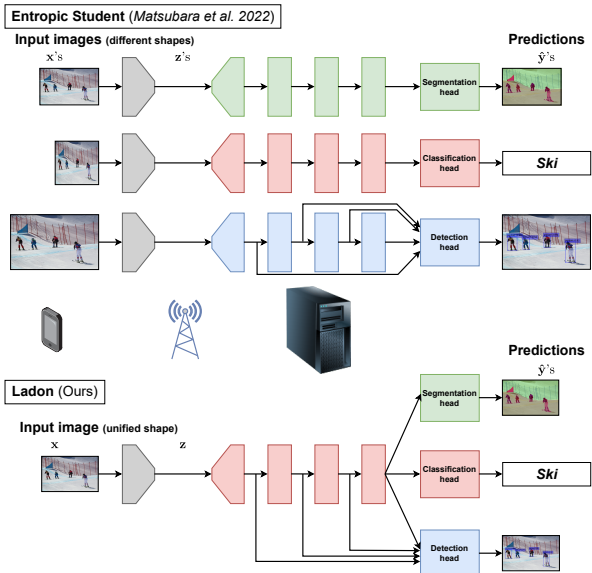 Entropic Student (Matsubara et al. 2022)
Input images (different shapes)
Predictions
x's
z's
ŷ's
Segmentation
head
Classification
head
Ski
Detection
head
Predictions
ŷ's
Ladon (Ours)
Segmentation
head
Input image (unified shape)
x
z
Classification
head
Ski
Detection
head